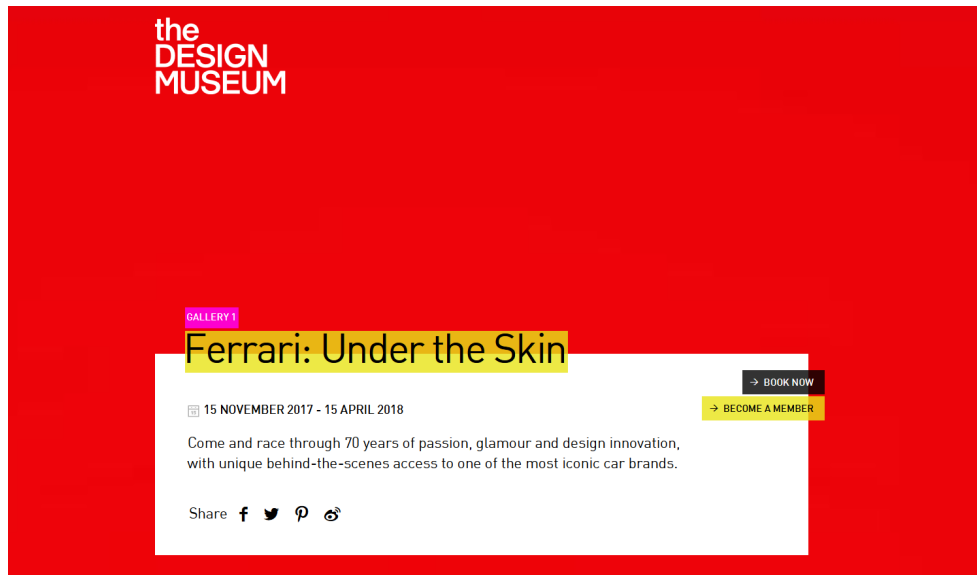 the
DESIGN
MUSEUM
GALLERY 1
Ferrari: Under the Skin
→ BOOK NOW
→ BECOME A MEMBER
15 NOVEMBER 2017 - 15 APRIL 2018
Come and race through 70 years of passion, glamour and design innovation,
with unique behind-the-scenes access to one of the most iconic car brands.
Share